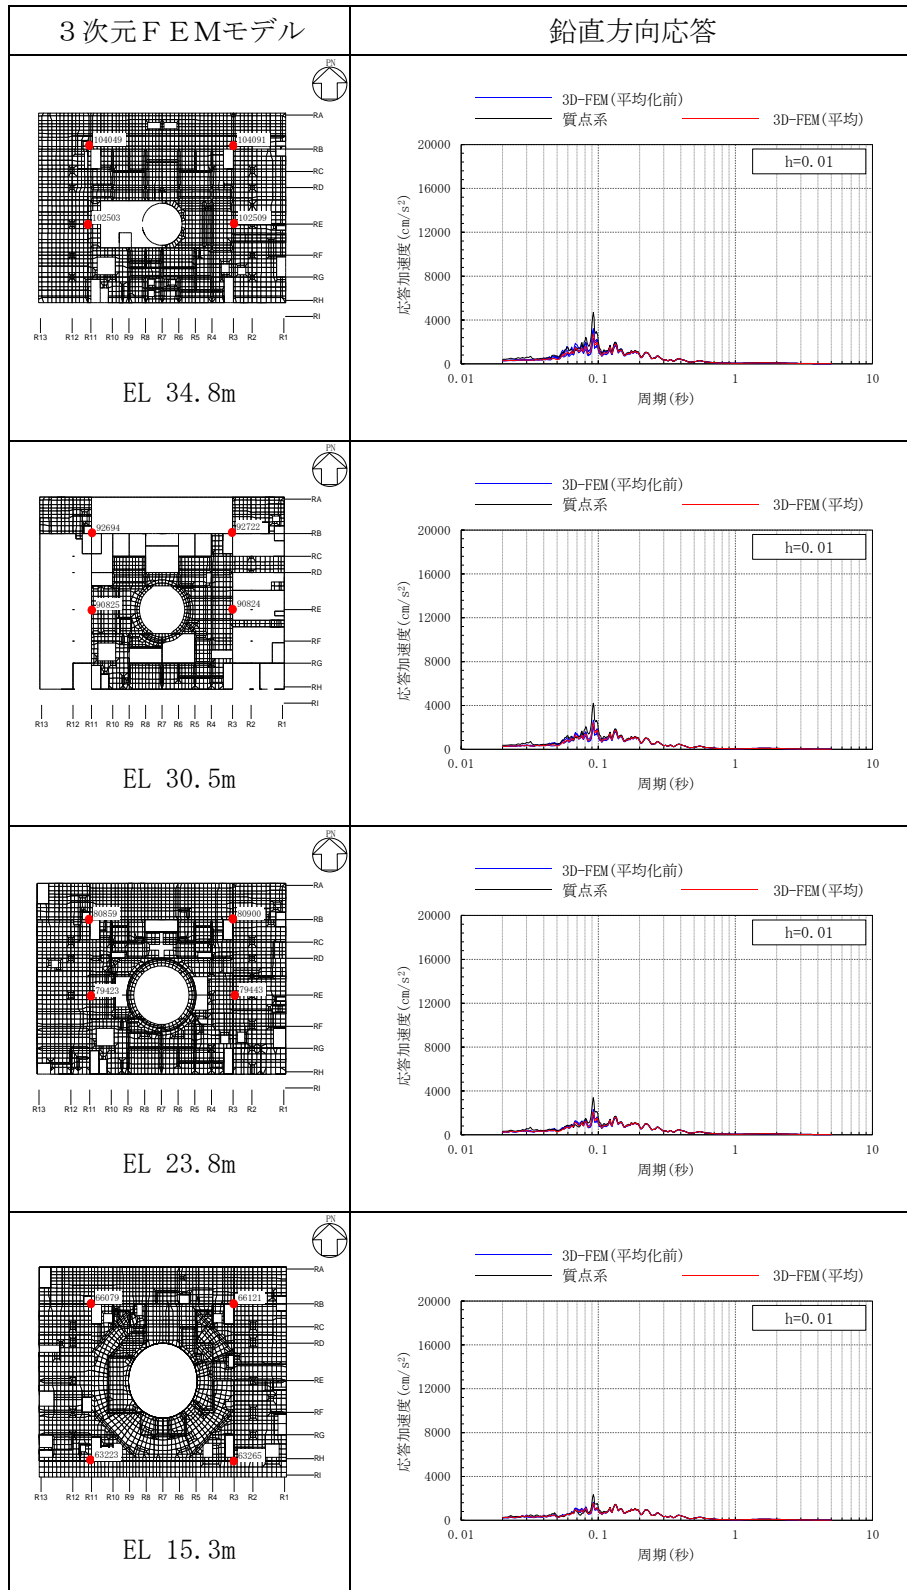 ３次元ＦＥＭモデル
鉛直方向応答
PN
104049
104091
102503
102509
RA
RB
RC
RD
RE
RF
RG
RH
RI
R13 R12 R11 R10 R9 R8 R7 R6 R5 R4 R3 R2 R1
EL 34.8m
3D-FEM(平均化前)
質点系 3D-FEM(平均)
h=0.01
応答加速度(cm/s²)
20000
16000
12000
8000
4000
0
0.01 0.1 1 10
周期(秒)
PN
92694
92722
90825
90824
RA
RB
RC
RD
RE
RF
RG
RH
RI
R13 R12 R11 R10 R9 R8 R7 R6 R5 R4 R3 R2 R1
EL 30.5m
3D-FEM(平均化前)
質点系 3D-FEM(平均)
h=0.01
応答加速度(cm/s²)
20000
16000
12000
8000
4000
0
0.01 0.1 1 10
周期(秒)
PN
80859
80900
79423
79443
RA
RB
RC
RD
RE
RF
RG
RH
RI
R13 R12 R11 R10 R9 R8 R7 R6 R5 R4 R3 R2 R1
EL 23.8m
3D-FEM(平均化前)
質点系 3D-FEM(平均)
h=0.01
応答加速度(cm/s²)
20000
16000
12000
8000
4000
0
0.01 0.1 1 10
周期(秒)
PN
66079
66121
63223
63265
RA
RB
RC
RD
RE
RF
RG
RH
RI
R13 R12 R11 R10 R9 R8 R7 R6 R5 R4 R3 R2 R1
EL 15.3m
3D-FEM(平均化前)
質点系 3D-FEM(平均)
h=0.01
応答加速度(cm/s²)
20000
16000
12000
8000
4000
0
0.01 0.1 1 10
周期(秒)